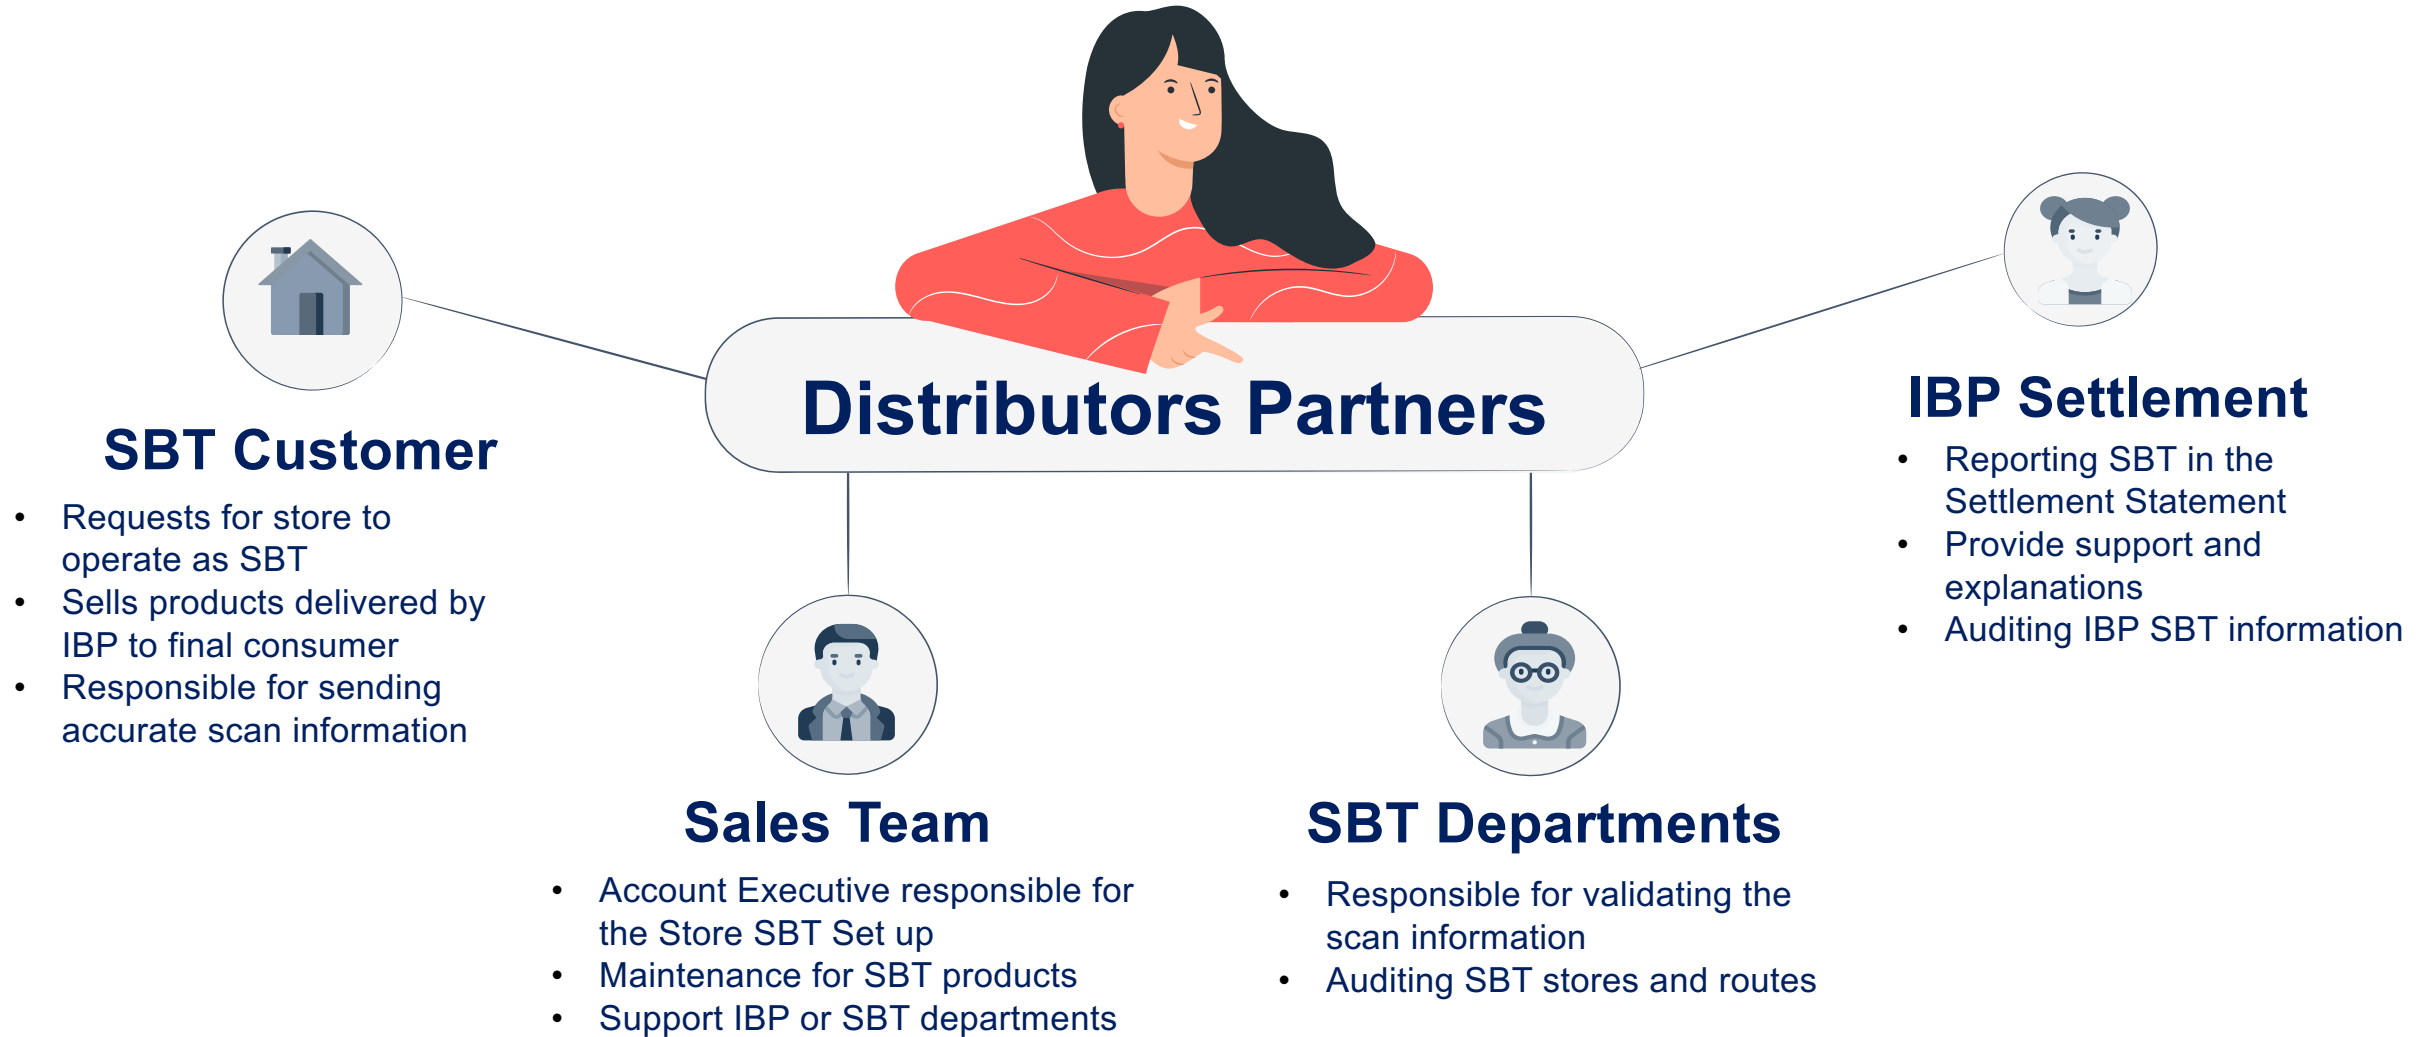 Distributors Partners
SBT Customer
• Requests for store to
operate as SBT
• Sells products delivered by
IBP to final consumer
• Responsible for sending
accurate scan information
Sales Team
• Account Executive responsible for
the Store SBT Set up
• Maintenance for SBT products
• Support IBP or SBT departments
SBT Departments
• Responsible for validating the
scan information
• Auditing SBT stores and routes
IBP Settlement
• Reporting SBT in the
Settlement Statement
• Provide support and
explanations
• Auditing IBP SBT information